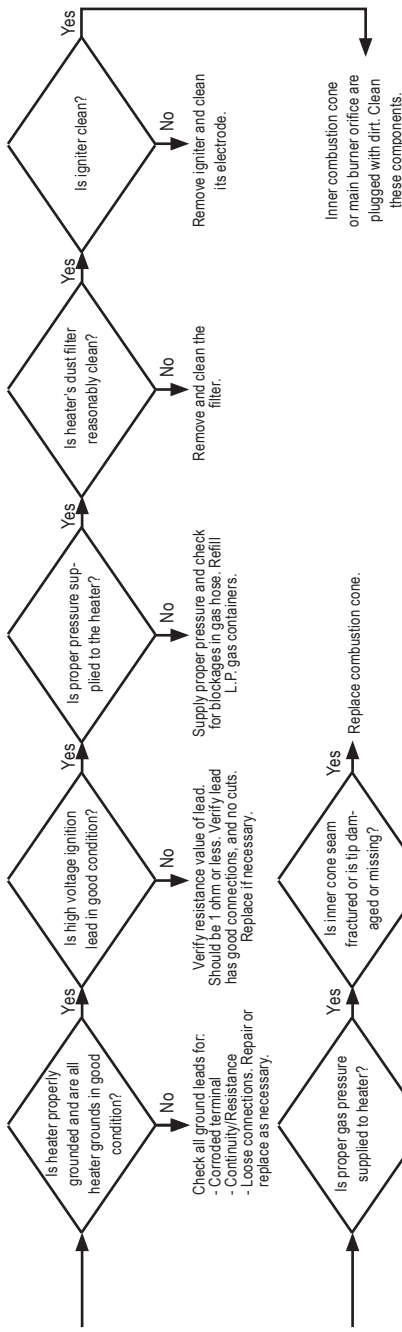 Is heater properly
grounded and are all
heater grounds in good
condition?
Yes
No
Check all ground leads for:
- Corroded terminal
- Continuity/Resistance
- Loose connections. Repair or
replace as necessary.
Is high voltage ignition
lead in good condition?
Yes
No
Verify resistance value of lead.
Should be 1 ohm or less. Verify lead
has good connections, and no cuts.
Replace if necessary.
Is proper pressure sup-
plied to the heater?
Yes
No
Supply proper pressure and check
for blockages in gas hose. Refill
L.P. gas containers.
Is heater's dust filter
reasonably clean?
Yes
No
Remove and clean the
filter.
Is igniter clean?
Yes
No
Remove igniter and clean
its electrode.
Inner combustion cone
or main burner orifice are
plugged with dirt. Clean
these components.
Is proper gas pressure
supplied to heater?
Yes
Is inner cone seam
fractured or is tip dam-
aged or missing?
Yes
Replace combustion cone.